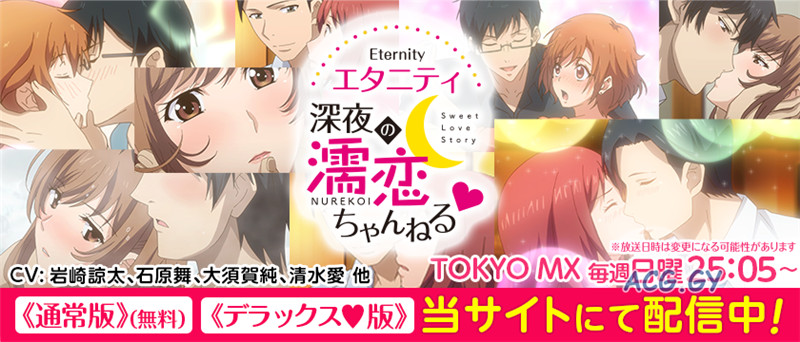 Eternity
エタニティ
深夜の
Sweet
Love
Story
濡恋
NUREKOI
ちゃんねる♥
※放送日時は変更になる可能性があります
CV:岩崎諒太、石原舞、大須賀純、清水愛 他
TOKYO MX 毎週日曜 25:05〜
ACG.GY
《通常版》(無料) 《デラックス♥版》 当サイトにて配信中!